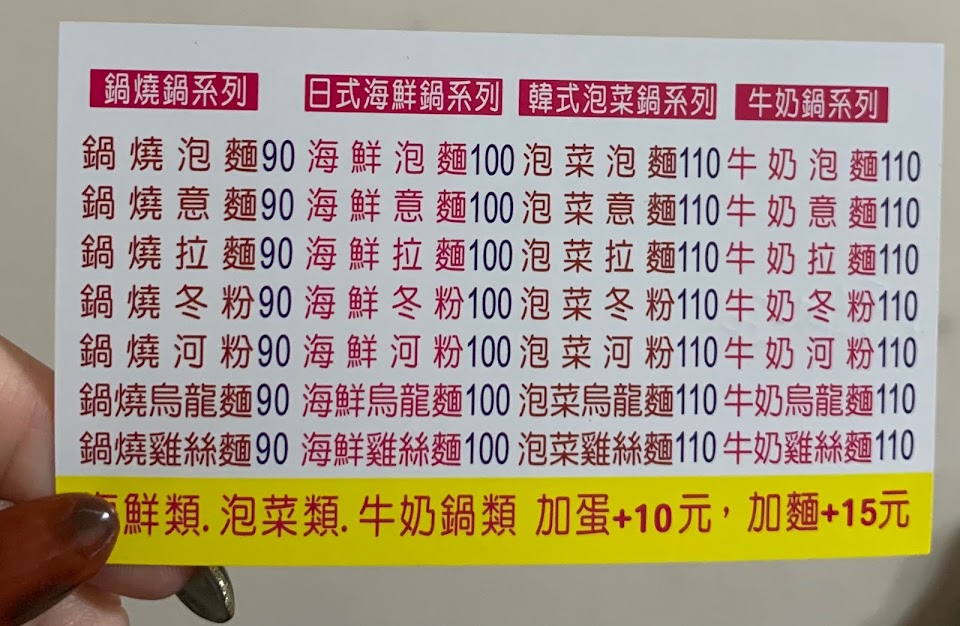 鍋燒鍋系列 日式海鮮鍋系列 韓式泡菜鍋系列 牛奶鍋系列
鍋燒泡麵90 海鮮泡麵100 泡菜泡麵110 牛奶泡麵110
鍋燒意麵90 海鮮意麵100 泡菜意麵110 牛奶意麵110
鍋燒拉麵90 海鮮拉麵100 泡菜拉麵110 牛奶拉麵110
鍋燒冬粉90 海鮮冬粉100 泡菜冬粉110 牛奶冬粉110
鍋燒河粉90 海鮮河粉100 泡菜河粉110 牛奶河粉110
鍋燒烏龍麵90 海鮮烏龍麵100 泡菜烏龍麵110 牛奶烏龍麵110
鍋燒雞絲麵90 海鮮雞絲麵100 泡菜雞絲麵110 牛奶雞絲麵110
海鮮類.泡菜類.牛奶鍋類 加蛋+10元,加麵+15元